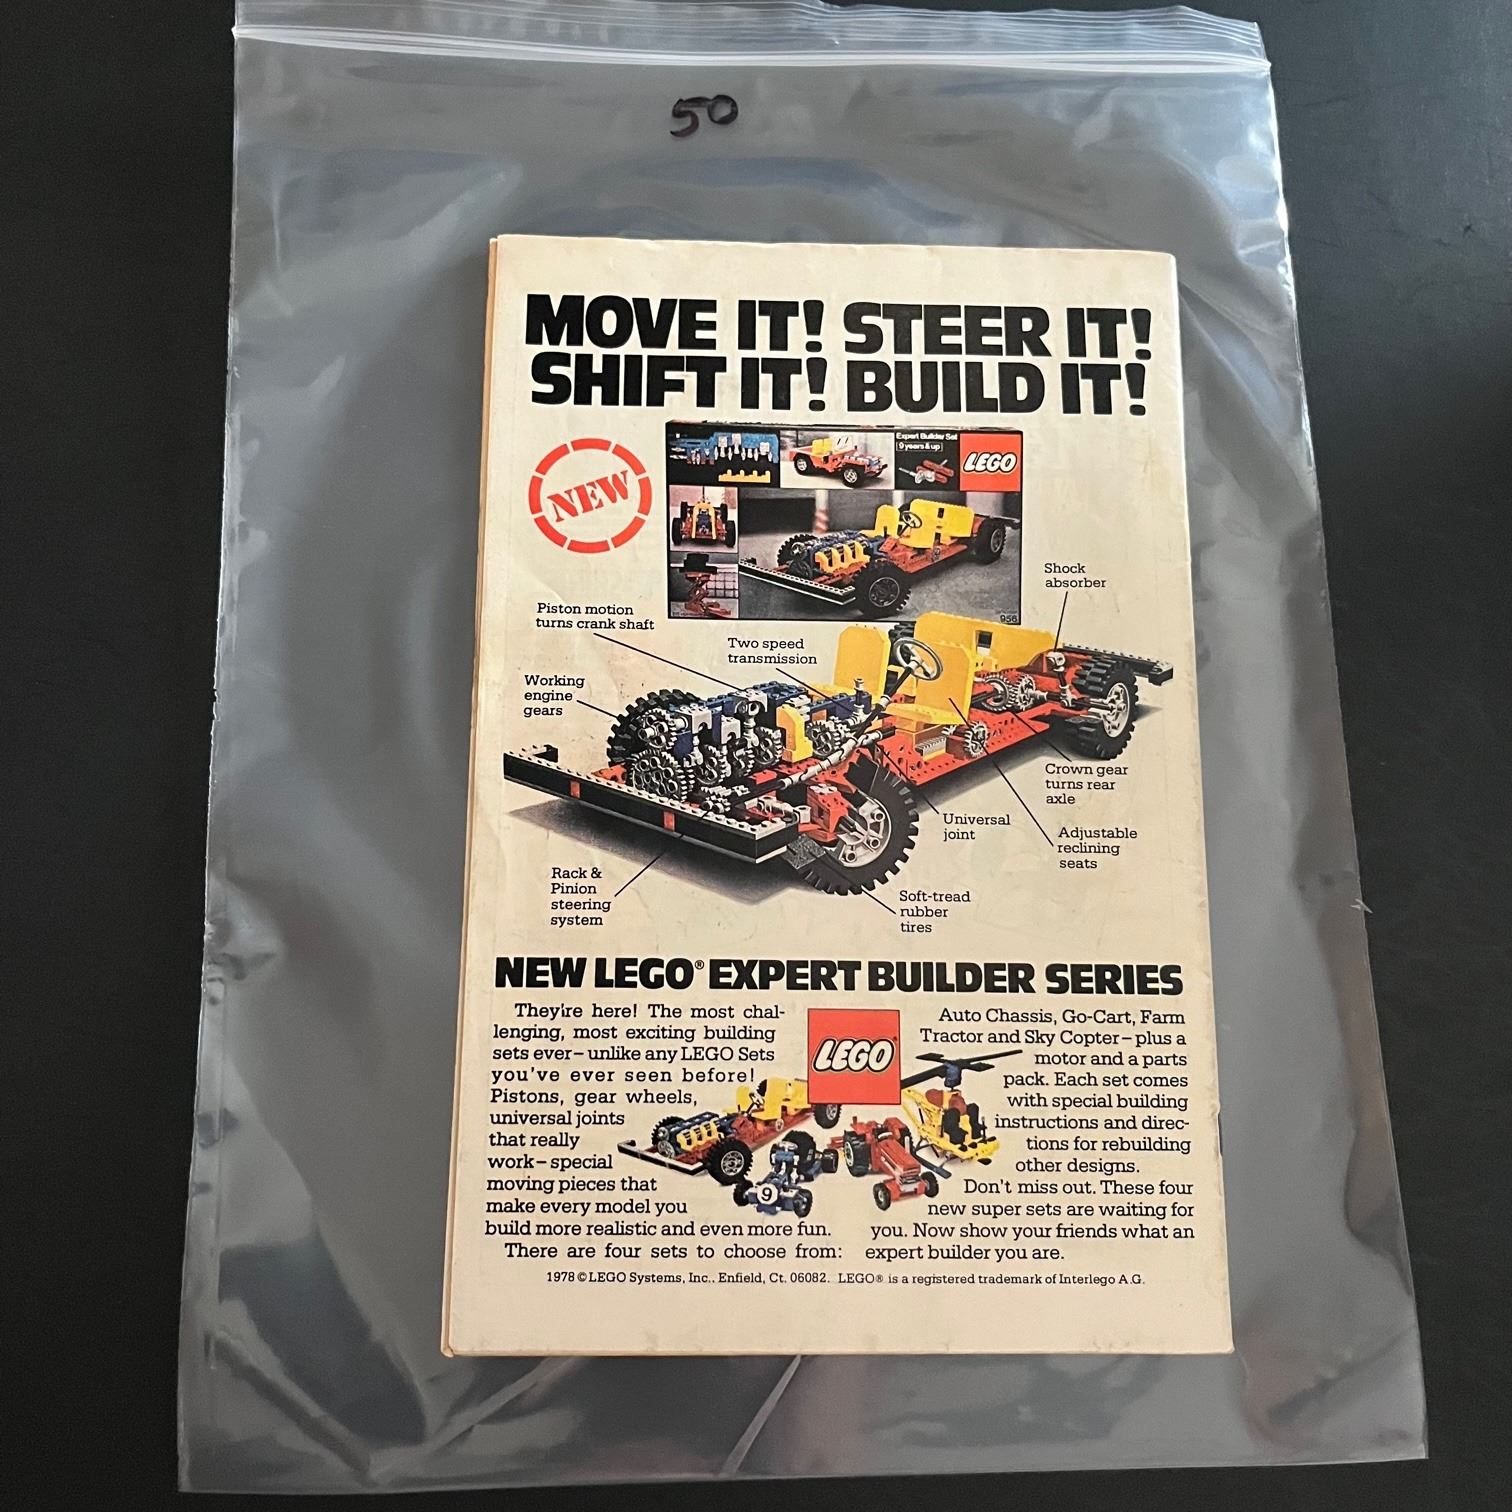 50
MOVE IT! STEER IT!
SHIFT IT! BUILD IT!
NEW
Expert Builder Set
9 years & up
LEGO
956
Shock
absorber
Piston motion
turns crank shaft
Two speed
transmission
Working
engine
gears
Crown gear
turns rear
axle
Universal
joint
Adjustable
reclining
seats
Rack &
Pinion
steering
system
Soft-tread
rubber
tires
NEW LEGO® EXPERT BUILDER SERIES
They're here! The most chal-
lenging, most exciting building
sets ever–unlike any LEGO Sets
you've ever seen before!
Pistons, gear wheels,
universal joints
that really
work–special
moving pieces that
make every model you
build more realistic and even more fun.
There are four sets to choose from:
LEGO®
9
Auto Chassis, Go-Cart, Farm
Tractor and Sky Copter–plus a
motor and a parts
pack. Each set comes
with special building
instructions and direc-
tions for rebuilding
other designs.
Don't miss out. These four
new super sets are waiting for
you. Now show your friends what an
expert builder you are.
1978 © LEGO Systems, Inc., Enfield, Ct. 06082. LEGO® is a registered trademark of Interlego A.G.